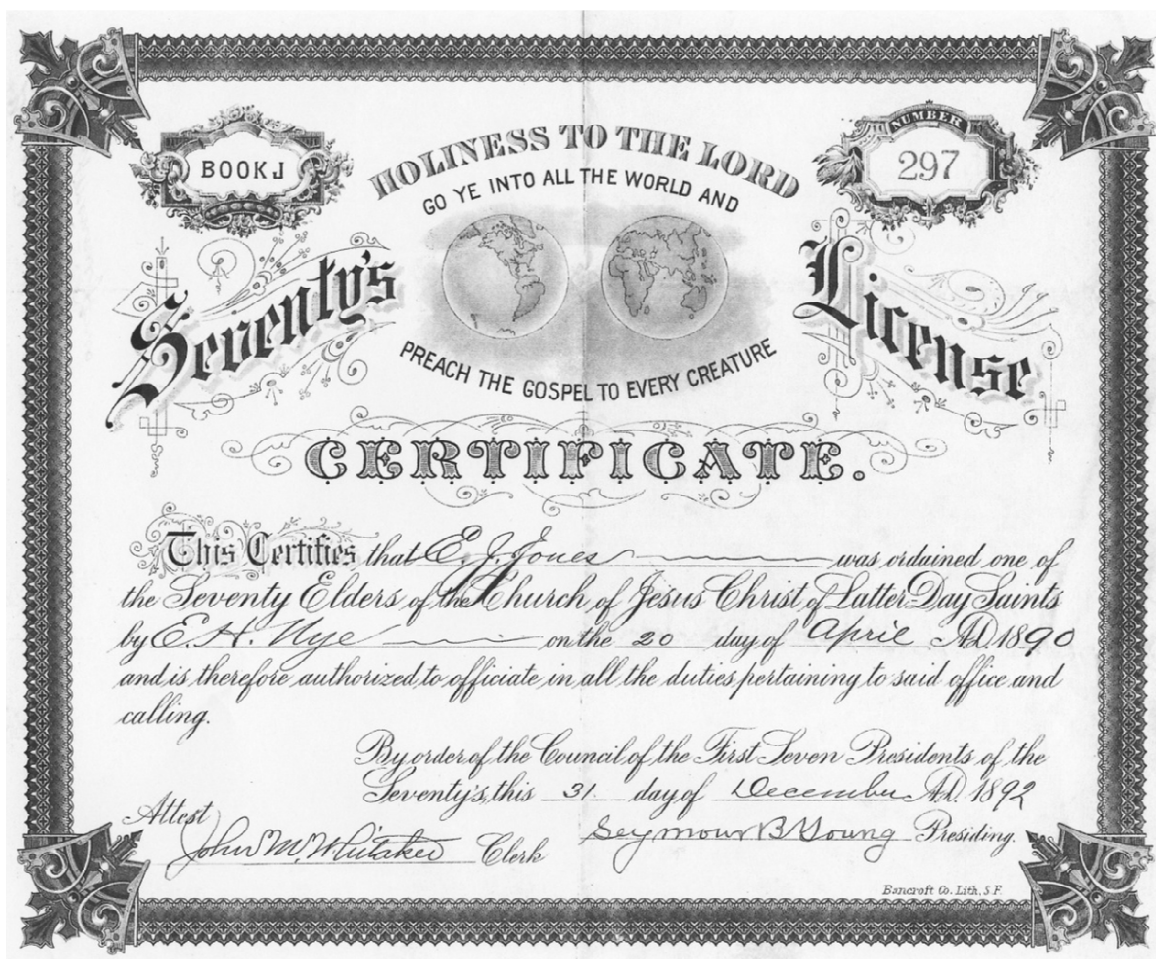 BOOK J
HOLINESS TO THE LORD
NUMBER
297
GO YE INTO ALL THE WORLD AND
Seventy's
License
PREACH THE GOSPEL TO EVERY CREATURE
CERTIFICATE.
This Certifies that E. J. Jones was ordained one of
the Seventy Elders of the Church of Jesus Christ of Latter Day Saints
by E. H. Nye on the 20 day of April A.D. 1890
and is therefore authorized to officiate in all the duties pertaining to said office and
calling.
By order of the Council of the First Seven Presidents of the
Seventy's, this 31 day of December A.D. 1892
Attest
John M. Whitaker Clerk
Seymour B Young Presiding.
Bancroft Co. Lith, S.F.